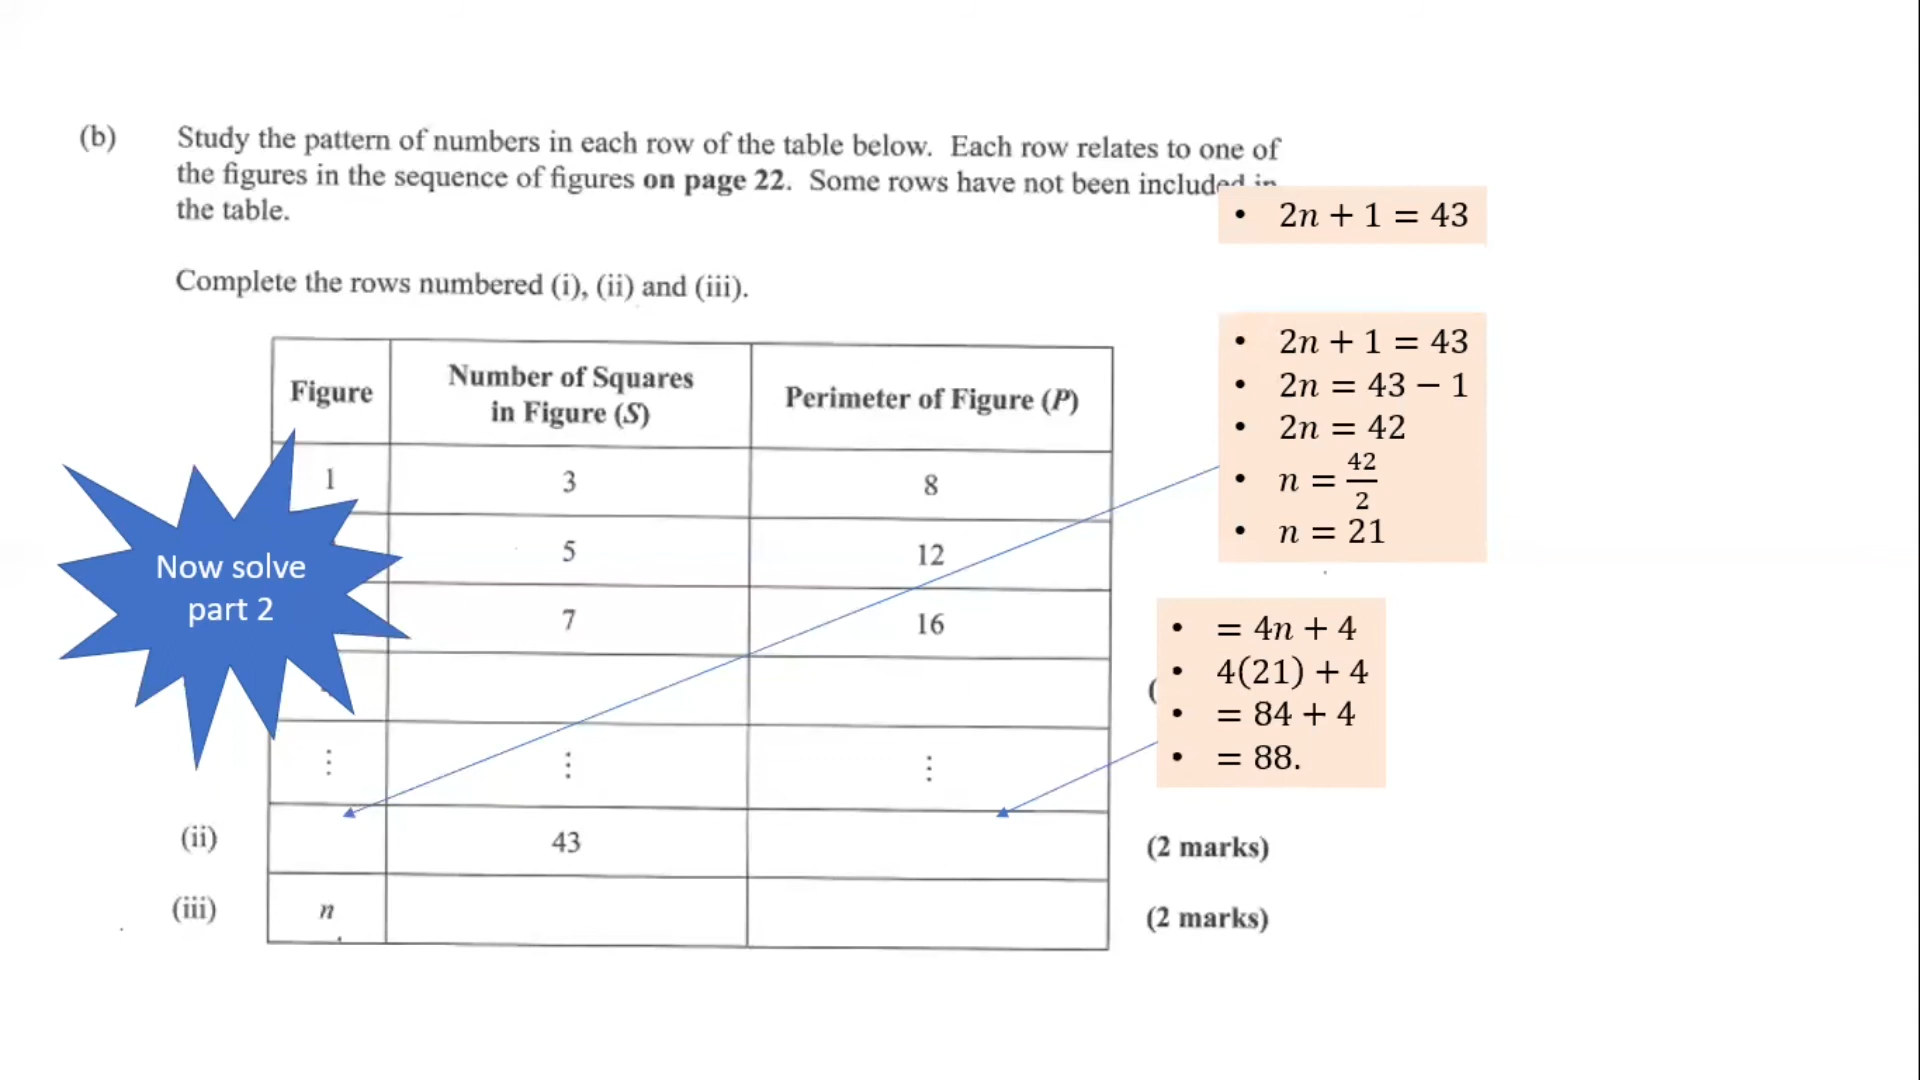 (b) Study the pattern of numbers in each row of the table below. Each row relates to one of
the figures in the sequence of figures on page 22. Some rows have not been included in
the table.
• 2n + 1 = 43
Complete the rows numbered (i), (ii) and (iii).
Figure Number of Squares in Figure (S) Perimeter of Figure (P)
1 3 8
5 12
7 16
⋮ ⋮ ⋮
(ii) 43 (2 marks)
(iii) n (2 marks)
Now solve
part 2
• 2n + 1 = 43
• 2n = 43 − 1
• 2n = 42
• n = 42/2
• n = 21
• = 4n + 4
• 4(21) + 4
• = 84 + 4
• = 88.